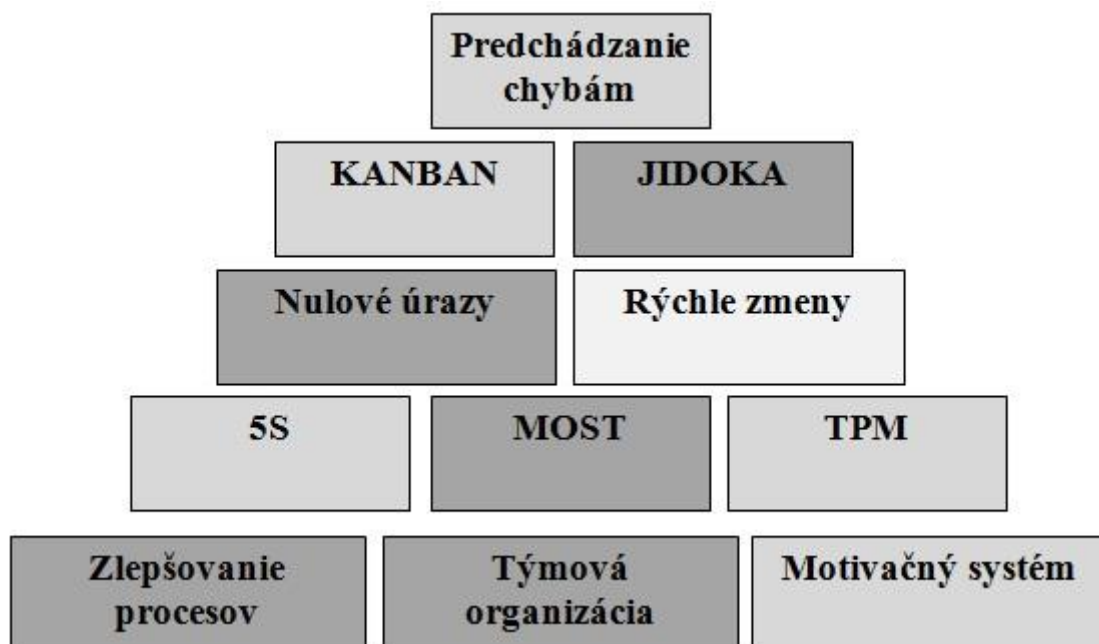 Predchádzanie
chybám
KANBAN
JIDOKA
Nulové úrazy
Rýchle zmeny
5S
MOST
TPM
Zlepšovanie
procesov
Týmová
organizácia
Motivačný systém